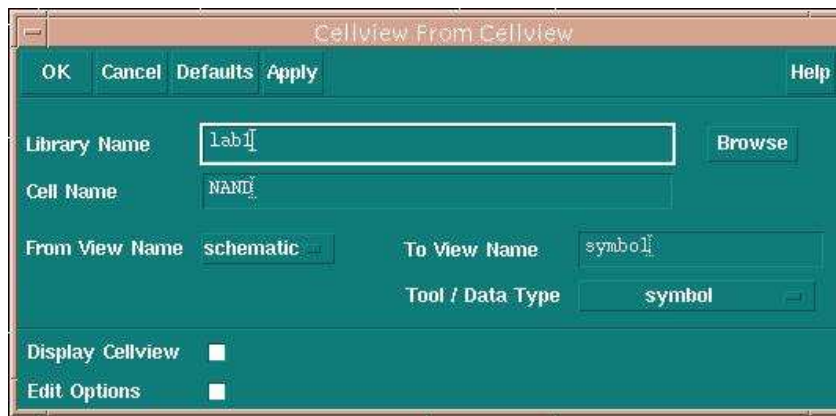 Cellview From Cellview
OK Cancel Defaults Apply Help
Library Name lab1 Browse
Cell Name NAND
From View Name schematic To View Name symbol
Tool / Data Type symbol
Display Cellview
Edit Options